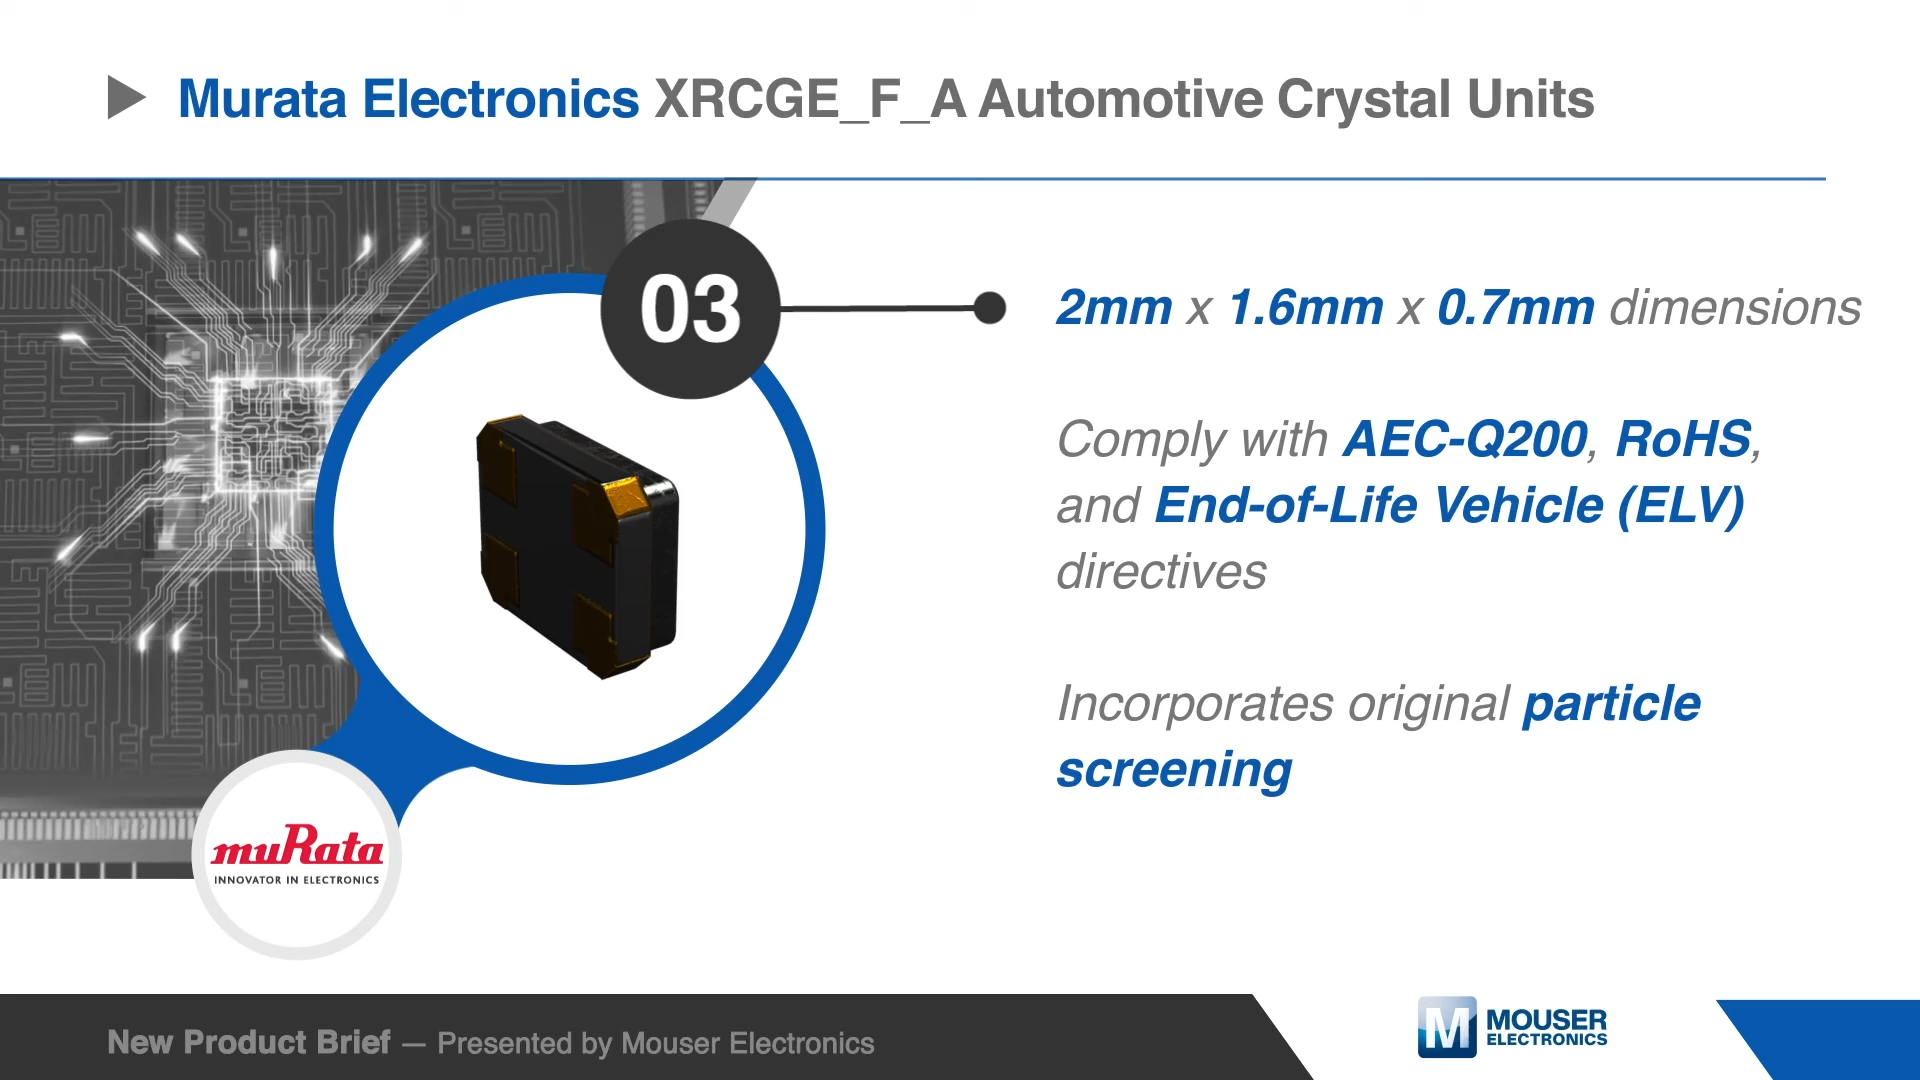 Murata Electronics XRCGE_F_A Automotive Crystal Units
03
2mm x 1.6mm x 0.7mm dimensions
Comply with AEC-Q200, RoHS,
and End-of-Life Vehicle (ELV)
directives
Incorporates original particle
screening
muRata
INNOVATOR IN ELECTRONICS
New Product Brief — Presented by Mouser Electronics
M
MOUSER
ELECTRONICS